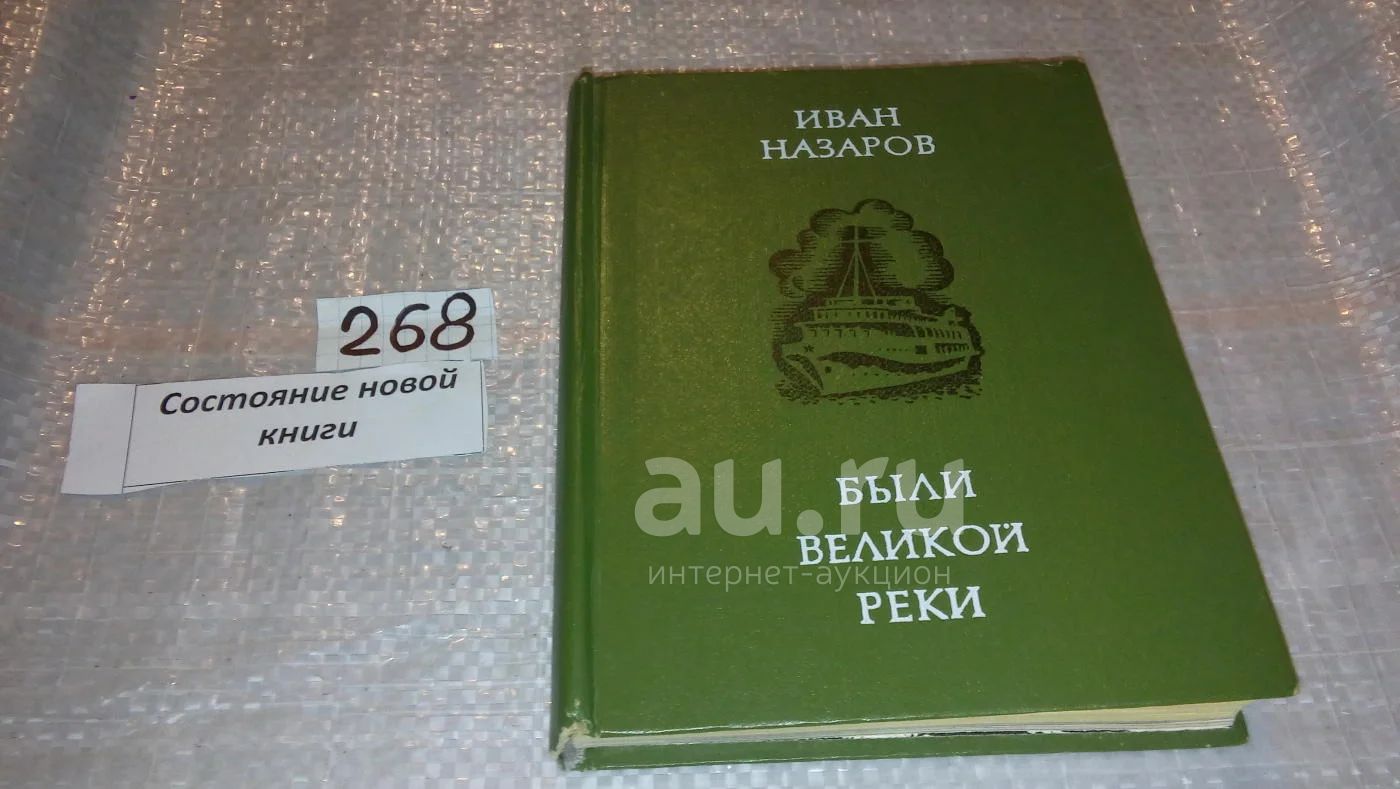 ИВАН
НАЗАРОВ
268
Состояние новой
книги
au.ru
интернет-аукцион
БЫЛИ
ВЕЛИКОЙ
РЕКИ